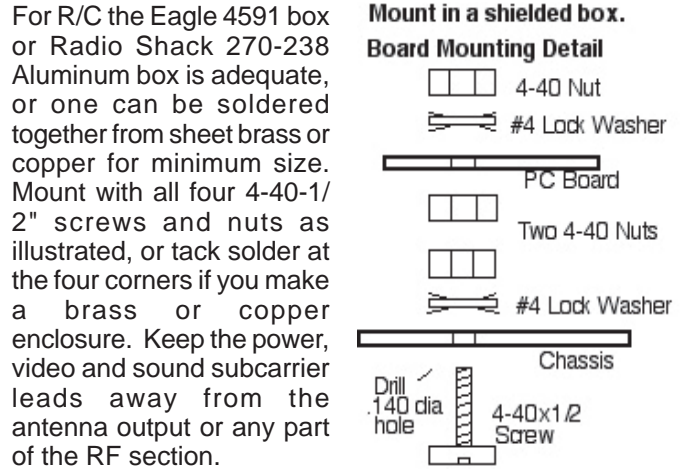 For R/C the Eagle 4591 box
or Radio Shack 270-238
Aluminum box is adequate,
or one can be soldered
together from sheet brass or
copper for minimum size.
Mount with all four 4-40-1/
2" screws and nuts as
illustrated, or tack solder at
the four corners if you make
a brass or copper
enclosure. Keep the power,
video and sound subcarrier
leads away from the
antenna output or any part
of the RF section.
Mount in a shielded box.
Board Mounting Detail
4-40 Nut
#4 Lock Washer
PC Board
Two 4-40 Nuts
#4 Lock Washer
Chassis
Drill
.140 dia
hole
4-40x1/2
Screw